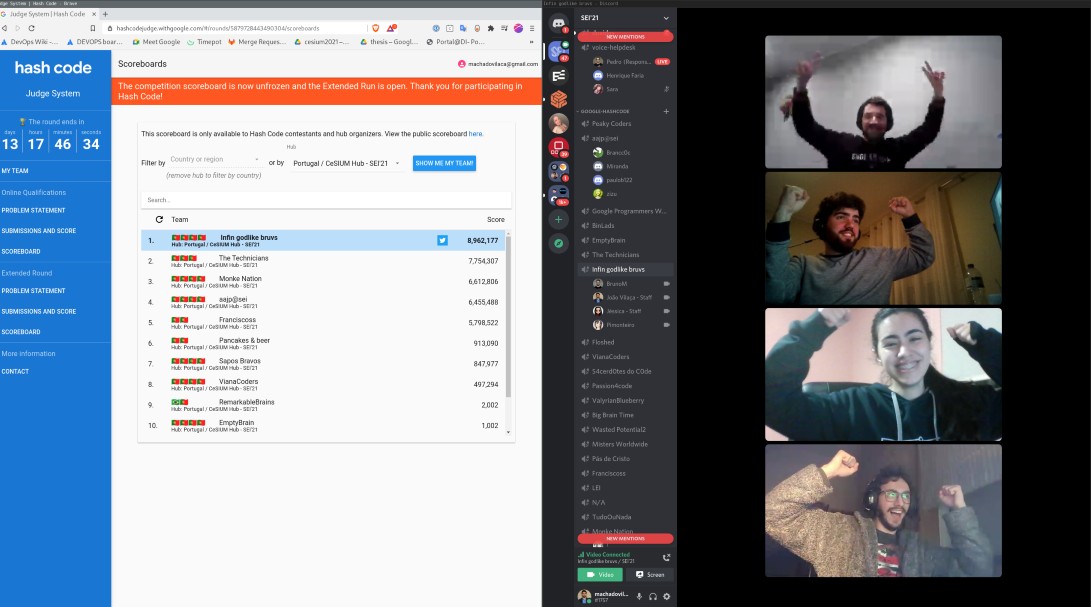 Judge System | Hash Code - Brave
Judge System | Hash Code
hashcodejudge.withgoogle.com/#/rounds/5879728443490304/scoreboards
DevOps Wiki -...
DEVOPS boar...
Meet Google
Timepot
Merge Reques...
cesium2021-...
thesis – Googl...
Portal@DI- Po...
hash code
Judge System
The round ends in
days hours minutes seconds
13 17 46 34
MY TEAM
Online Qualifications
PROBLEM STATEMENT
SUBMISSIONS AND SCORE
SCOREBOARD
Extended Round
PROBLEM STATEMENT
SUBMISSIONS AND SCORE
SCOREBOARD
More information
CONTACT
Scoreboards
machadovilaca@gmail.com
The competition scoreboard is now unfrozen and the Extended Run is open. Thank you for participating in
Hash Code!
This scoreboard is only available to Hash Code contestants and hub organizers. View the public scoreboard here.
Hub
Filter by Country or region or by Portugal / CeSIUM Hub - SEI'21 SHOW ME MY TEAM!
(remove hub to filter by country)
Search...
Team Score
1. Infin godlike bruvs 8,962,177
Hub: Portugal / CeSIUM Hub - SEI'21
2. The Technicians 7,754,307
Hub: Portugal / CeSIUM Hub - SEI'21
3. Monke Nation 6,612,806
Hub: Portugal / CeSIUM Hub - SEI'21
4. aajp@sei 6,455,488
Hub: Portugal / CeSIUM Hub - SEI'21
5. Franciscoss 5,798,522
Hub: Portugal / CeSIUM Hub - SEI'21
6. Pancakes & beer 913,090
Hub: Portugal / CeSIUM Hub - SEI'21
7. Sapos Bravos 847,977
Hub: Portugal / CeSIUM Hub - SEI'21
8. VianaCoders 497,294
Hub: Portugal / CeSIUM Hub - SEI'21
9. RemarkableBrains 2,002
Hub: Portugal / CeSIUM Hub - SEI'21
10. EmptyBrain 1,002
Hub: Portugal / CeSIUM Hub - SEI'21
Infin godlike bruvs - Discord
SEI'21
NEW MENTIONS
voice-helpdesk
Pedro (Respons... LIVE
Henrique Faria
Sara
GOOGLE-HASHCODE
Posky Coders
aajp@sei
BrancoJc
Miranda
pauloh122
zau
Google Programmers W...
BinLads
EmptyBrain
The Technicians
Infin godlike bruvs
BrunoM
João Vilaça - Staff
Jéssica - Staff
Pimenteiro
Floshed
VianaCoders
S4cerd0tes do C0de
Passion4code
ValyrianBlueberry
Big Brain Time
Wasted Potential2
Misters Worldwide
Pás de Cristo
Franciscoss
LEI
N/A
TudoOuNada
Monke Nation
NEW MENTIONS
Video Connected
Infin godlike bruvs / SEI'21
Video Screen
machadovil...